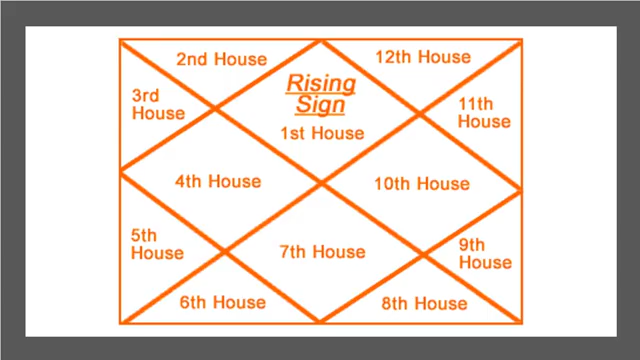 2nd House
12th House
Rising
Sign
1st House
3rd
House
11th
House
4th House
10th House
5th
House
7th House
9th
House
6th House
8th House